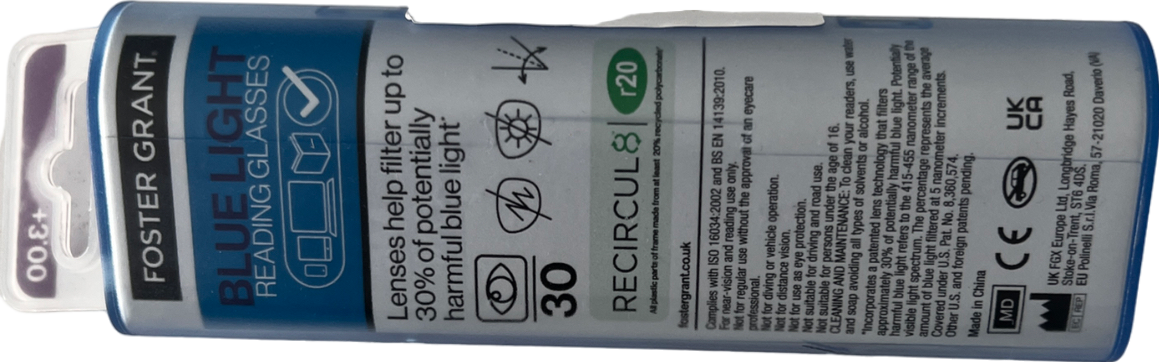 +3.00
FOSTER GRANT.
BLUE LIGHT
READING GLASSES
Lenses help filter up to
30% of potentially
harmful blue light*
30
RECIRCUL8 r20
All plastic parts of frame made from at least 20% recycled polycarbonate*
fostergrant.co.uk
Complies with ISO 16034:2002 and BS EN 14139:2010.
For near-vision and reading use only.
Not for regular use without the approval of an eyecare
professional.
Not for driving or vehicle operation.
Not for distance vision.
Not for use as eye protection.
Not suitable for driving and road use.
Not suitable for persons under the age of 16.
CLEANING AND MAINTENANCE: To clean your readers, use water
and soap avoiding all types of solvents or alcohol.
*Incorporates a patented lens technology that filters
approximately 30% of potentially harmful blue light. Potentially
harmful blue light refers to the 415-455 nanometer range of the
visible light spectrum. The percentage represents the average
amount of blue light filtered at 5 nanometer increments.
Covered under U.S. Pat. No. 8,360,574.
Other U.S. and foreign patents pending.
Made in China
MD CE UK CA
UK FGX Europe Ltd, Longbridge Hayes Road,
Stoke-on-Trent, ST6 4DS.
EC REP EU Polinelli S.r.l.Via Roma, 57-21020 Daverio (VA)